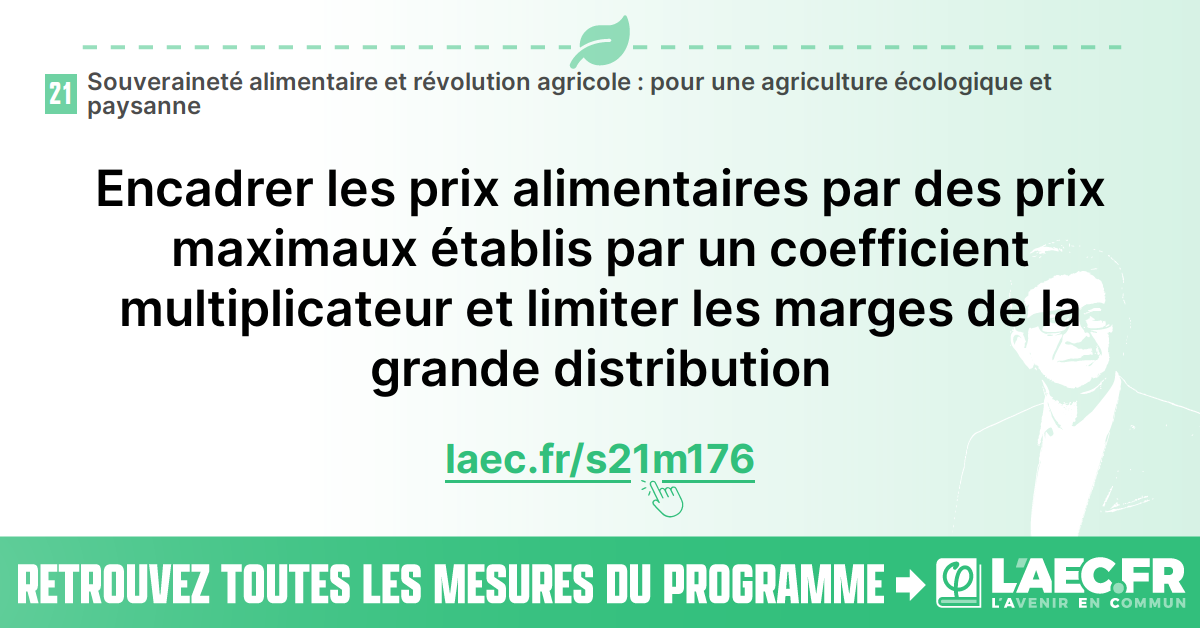 21
Souveraineté alimentaire et révolution agricole : pour une agriculture écologique et
paysanne
Encadrer les prix alimentaires par des prix
maximaux établis par un coefficient
multiplicateur et limiter les marges de la
grande distribution
laec.fr/s21m176
RETROUVEZ TOUTES LES MESURES DU PROGRAMME
φ
L'AEC.FR
L'AVENIR EN COMMUN